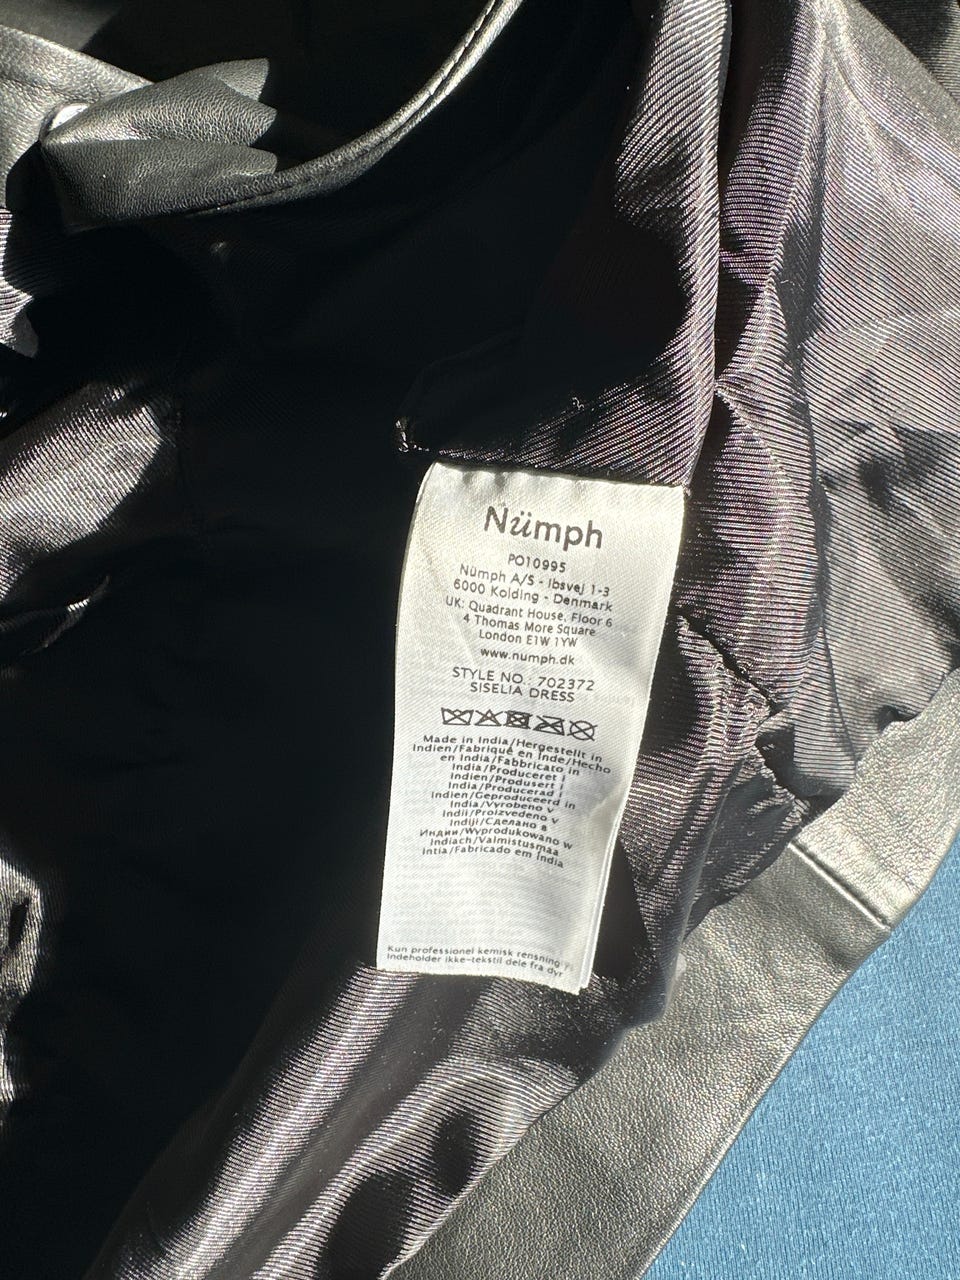 Nümph
PO10995
Nümph A/S - Ibsvej 1-3
6000 Kolding - Denmark
UK: Quadrant House, Floor 6
4 Thomas More Square
London E1W 1YW
www.numph.dk
STYLE NO.: 702372
SISELIA DRESS
Made in India/Hergestellt in
Indien/Fabriqué en Inde/Hecho
en India/Fabbricato in
India/Produceret i
Indien/Produsert i
India/Producerad i
Indien/Geproduceerd in
India/Vyrobeno v
Indii/Proizvedeno v
Indiji/Сделано в
Индии/Wyprodukowano w
Indiach/Valmistusmaa
Intia/Fabricado em Índia
Kun professionel kemisk rensning
Indeholder ikke-tekstil dele fra dyr